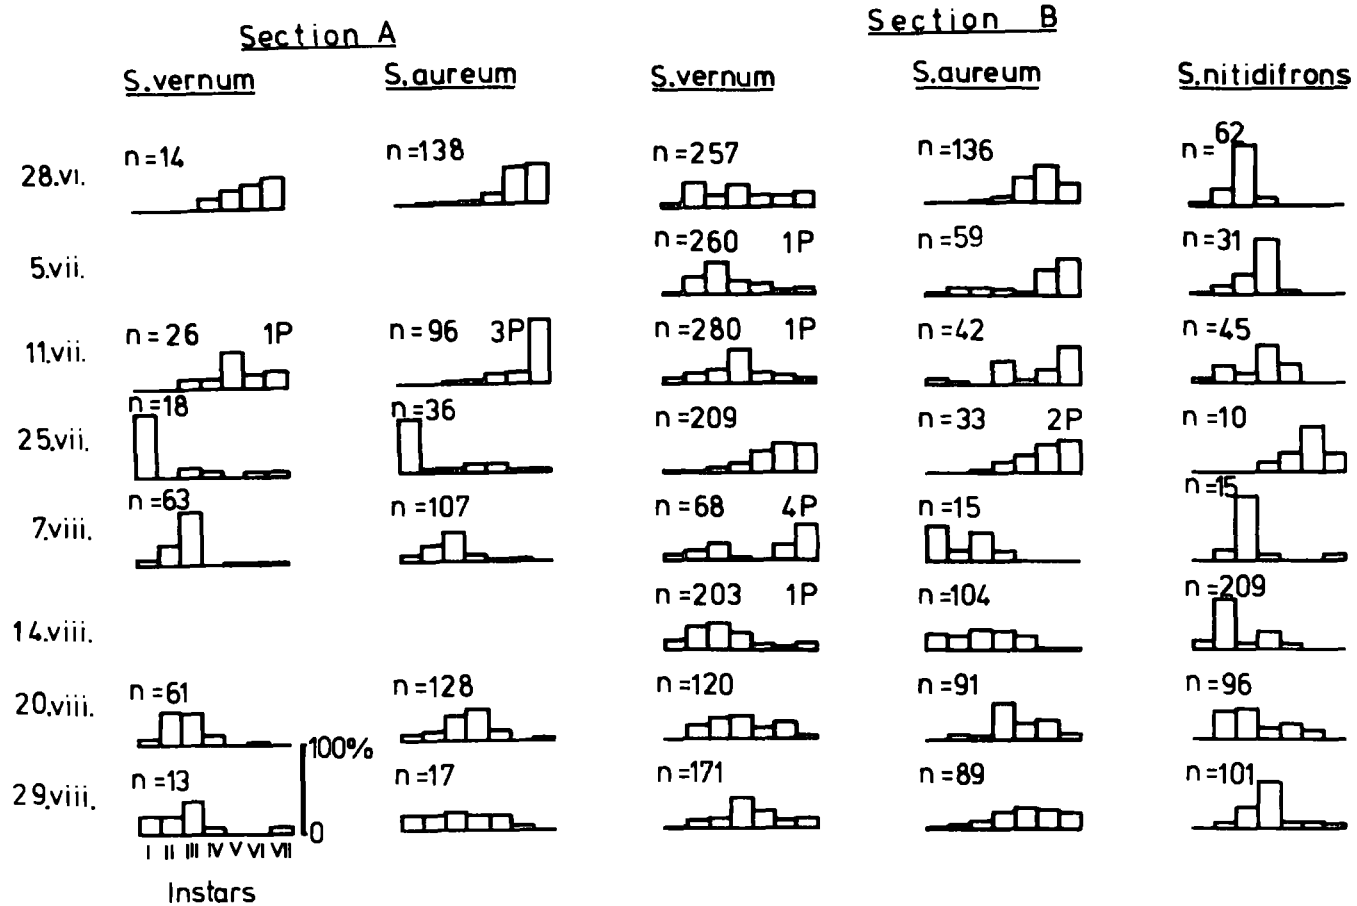 Section A Section B
S.vernum S.aureum S.vernum S.aureum S.nitidifrons
28.vi. n=14 n=138 n=257 n=136 n=62
5.vii. n=260 1P n=59 n=31
11.vii. n=26 1P n=96 3P n=280 1P n=42 n=45
25.vii. n=18 n=36 n=209 n=33 2P n=10
7.viii. n=63 n=107 n=68 4P n=15 n=15
14.viii. n=203 1P n=104 n=209
20.viii. n=61 n=128 n=120 n=91 n=96
100%
29.viii. n=13 n=17 n=171 n=89 n=101
0
I II III IV V VI VII
Instars